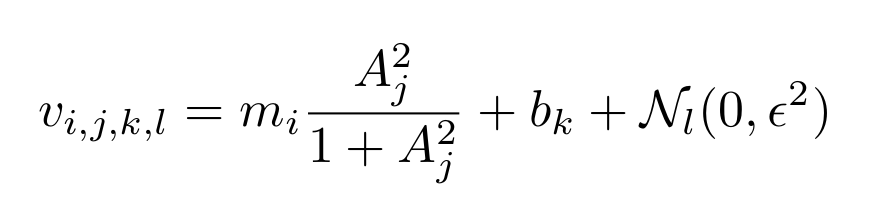 v_{i,j,k,l} = m_i \frac{A_j^2}{1 + A_j^2} + b_k + \mathcal{N}_l(0, \epsilon^2)